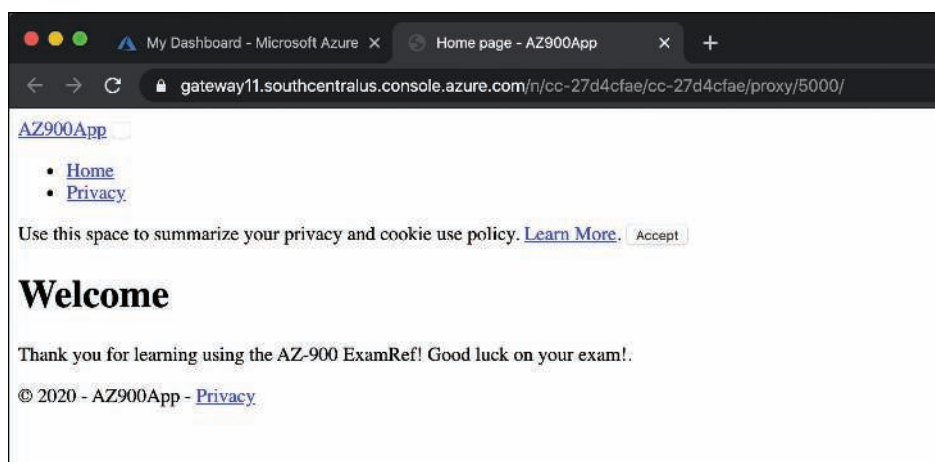 My Dashboard - Microsoft Azure
Home page - AZ900App
gateway11.southcentralus.console.azure.com/n/cc-27d4cfae/cc-27d4cfae/proxy/5000/
AZ900App
Home
Privacy
Use this space to summarize your privacy and cookie use policy. Learn More. Accept
Welcome
Thank you for learning using the AZ-900 ExamRef! Good luck on your exam!.
© 2020 - AZ900App - Privacy